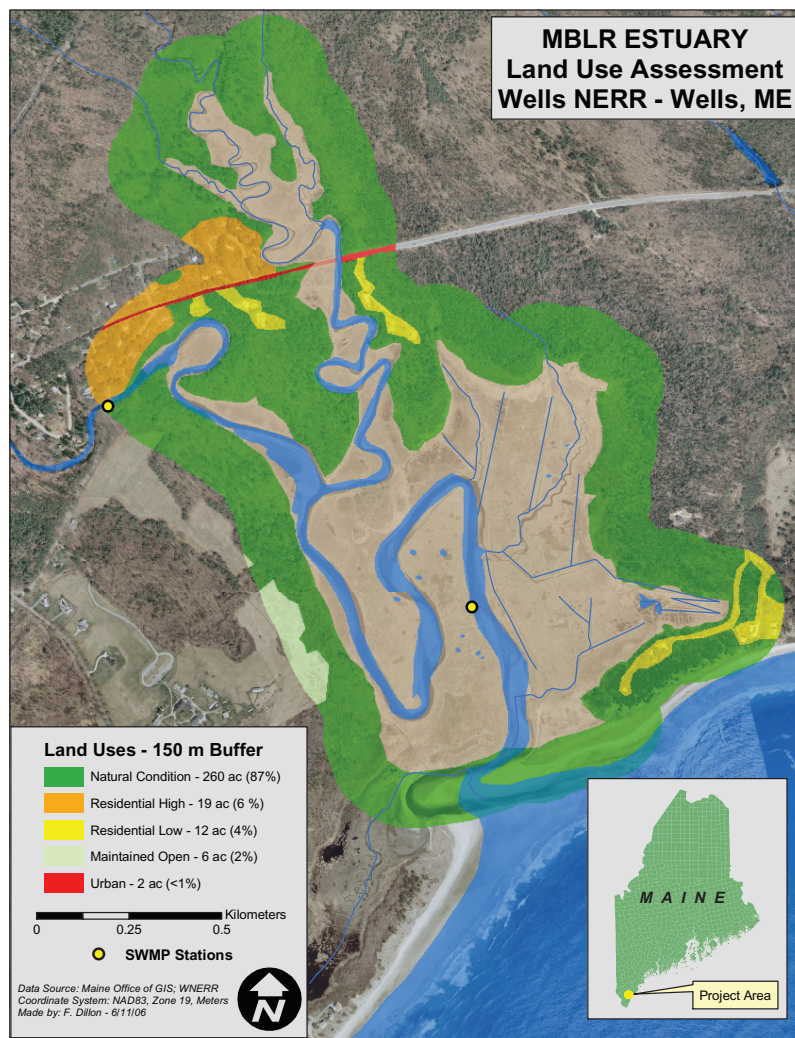 MBLR ESTUARY
Land Use Assessment
Wells NERR - Wells, ME
Land Uses - 150 m Buffer
Natural Condition - 260 ac (87%)
Residential High - 19 ac (6 %)
Residential Low - 12 ac (4%)
Maintained Open - 6 ac (2%)
Urban - 2 ac (<1%)
Kilometers
0 0.25 0.5
SWMP Stations
Data Source: Maine Office of GIS; WNERR
Coordinate System: NAD83, Zone 19, Meters
Made by: F. Dillon - 6/11/06
N
MAINE
Project Area